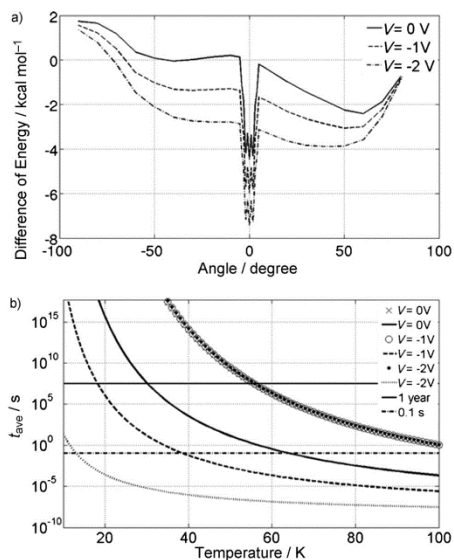 a)
2
0
-2
-4
-6
-8
Difference of Energy / kcal mol⁻¹
V= 0 V
V= -1V
V= -2 V
-100
-50
0
50
100
Angle / degree
b)
10¹⁵
10¹⁰
10⁵
10⁰
10⁻⁵
10⁻¹⁰
t_ave / s
V= 0V
V= 0V
V= -1V
V= -1V
V= -2V
V= -2V
1 year
0.1 s
20
40
60
80
100
Temperature / K